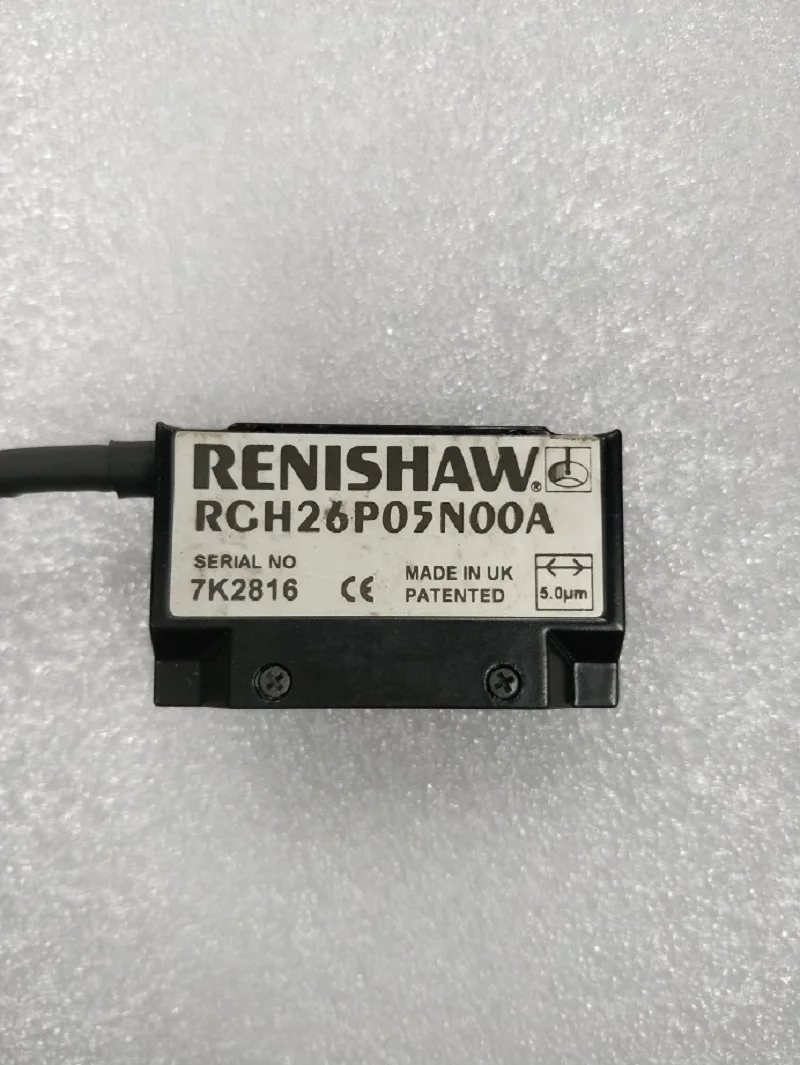 RENISHAW®
RGH26P05N00A
SERIAL NO
7K2816
CE
MADE IN UK
PATENTED
5.0µm